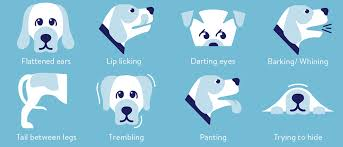 Flattened ears
Lip licking
Darting eyes
Barking/ Whining
Tail between legs
Trembling
Panting
Trying to hide